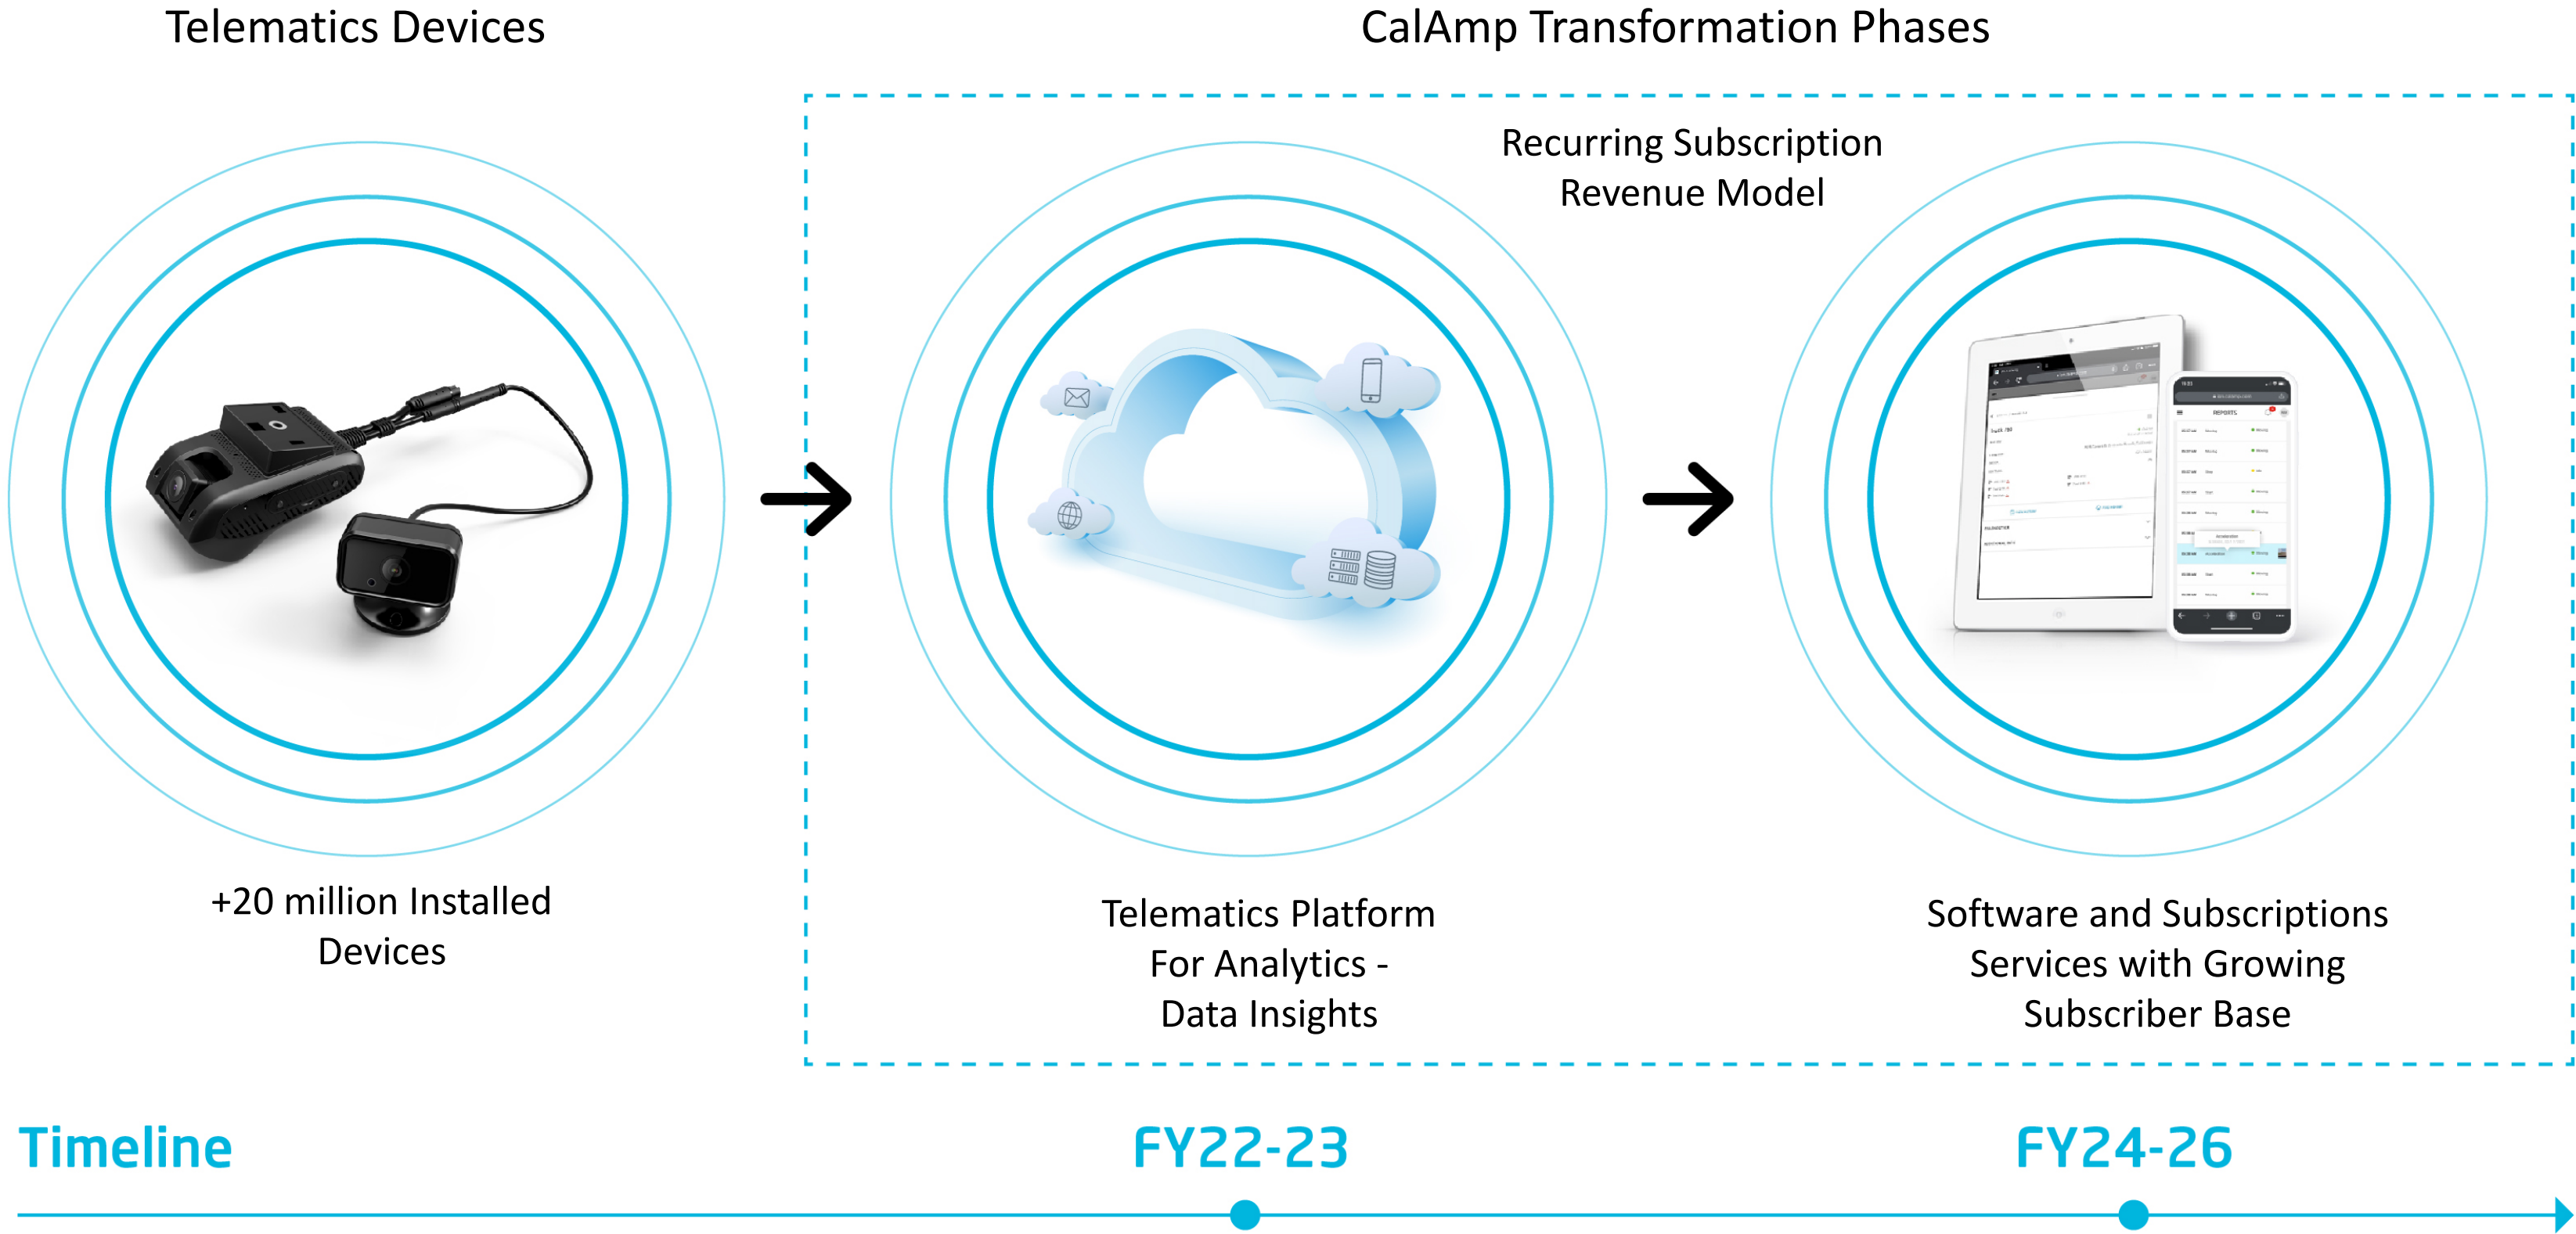 Telematics Devices
CalAmp Transformation Phases
Recurring Subscription
Revenue Model
REPORTS
+20 million Installed
Devices
Telematics Platform
For Analytics -
Data Insights
Software and Subscriptions
Services with Growing
Subscriber Base
Timeline
FY22-23
FY24-26